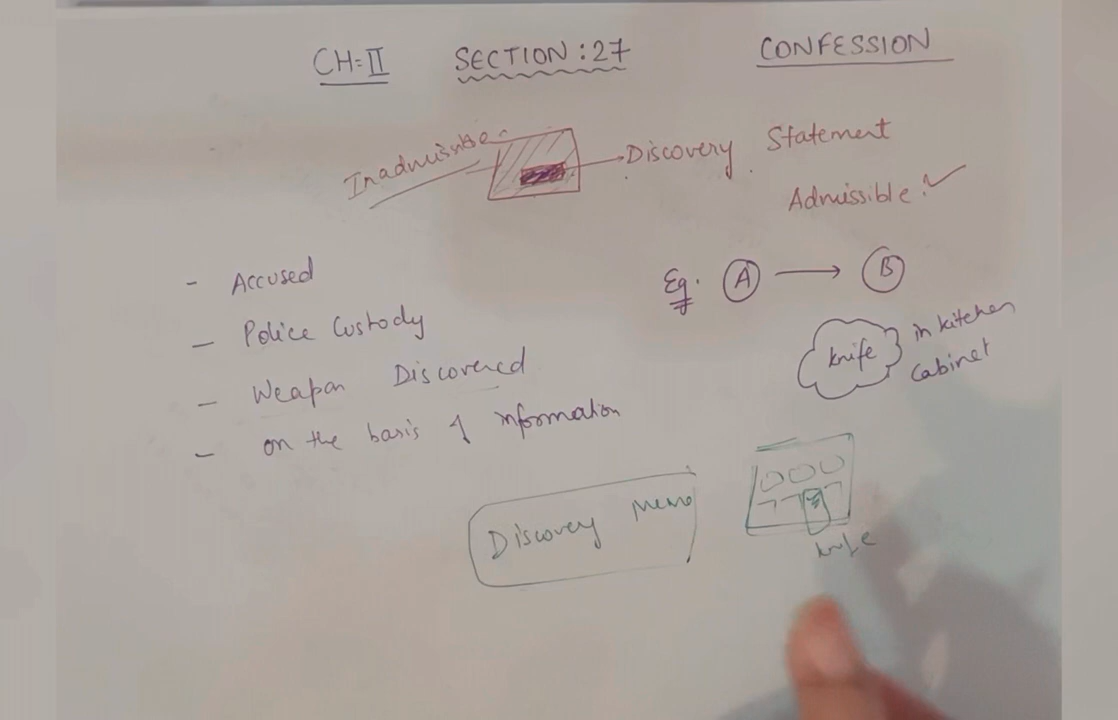 CH=II SECTION:27 CONFESSION
Inadmissible
Discovery Statement
Admissible
- Accused
- Police Custody
- Weapon Discovered
- on the basis of information
Eg. A → B
knife in kitchen
cabinet
Discovery Memo
knife